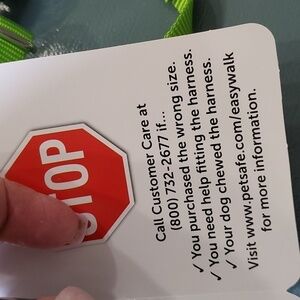 STOP
Call Customer Care at
(800) 732-2677 if...
✓ You purchased the wrong size.
✓ You need help fitting the harness.
✓ Your dog chewed the harness.
Visit www.petsafe.com/easywalk
for more information.